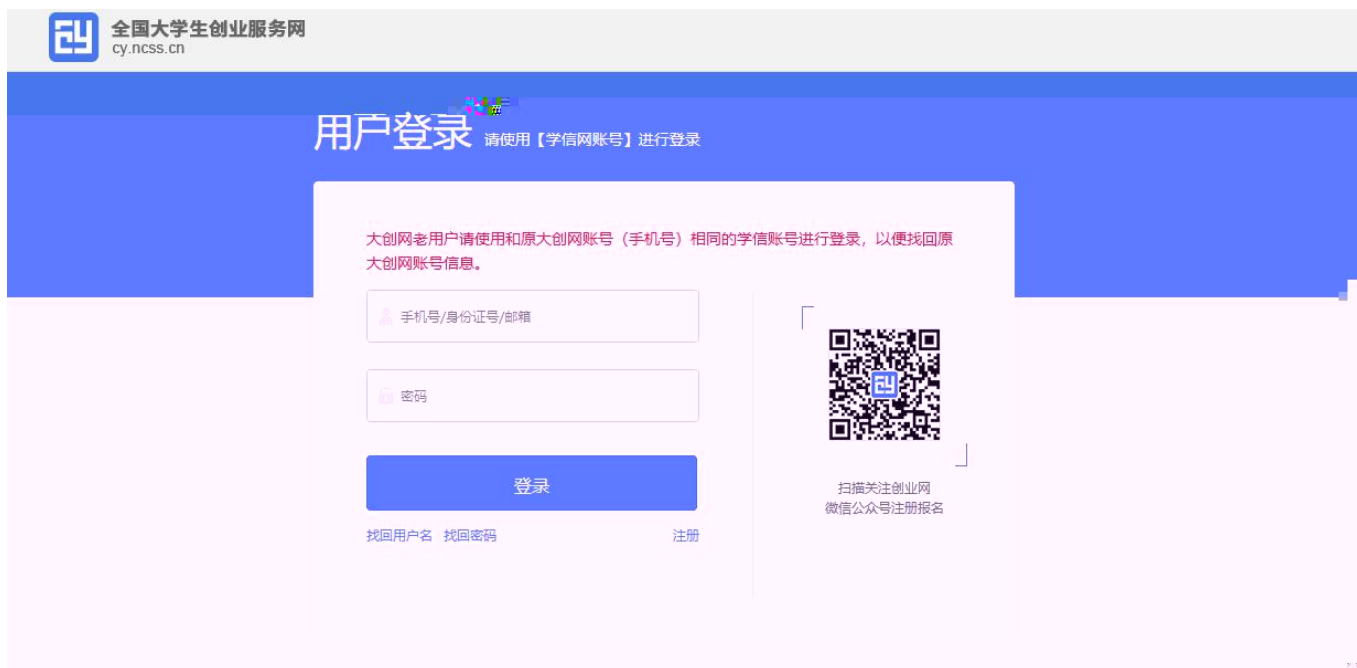 全国大学生创业服务网
cy.ncss.cn
用户登录 请使用【学信网账号】进行登录
大创网老用户请使用和原大创网账号（手机号）相同的学信账号进行登录，以便找回原
大创网账号信息。
手机号/身份证号/邮箱
密码
登录
找回用户名 找回密码 注册
扫描关注创业网
微信公众号注册报名